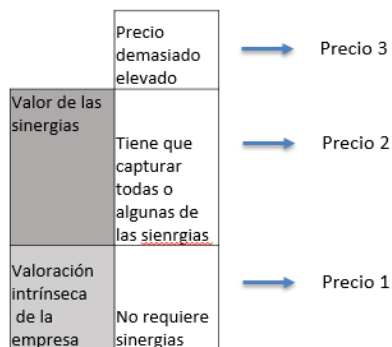 Precio
demasiado
elevado
Precio 3
Valor de las
sinergias
Tiene que
capturar
todas o
algunas de
las sienrgias
Precio 2
Valoración
intrínseca
de la
empresa
No requiere
sinergias
Precio 1